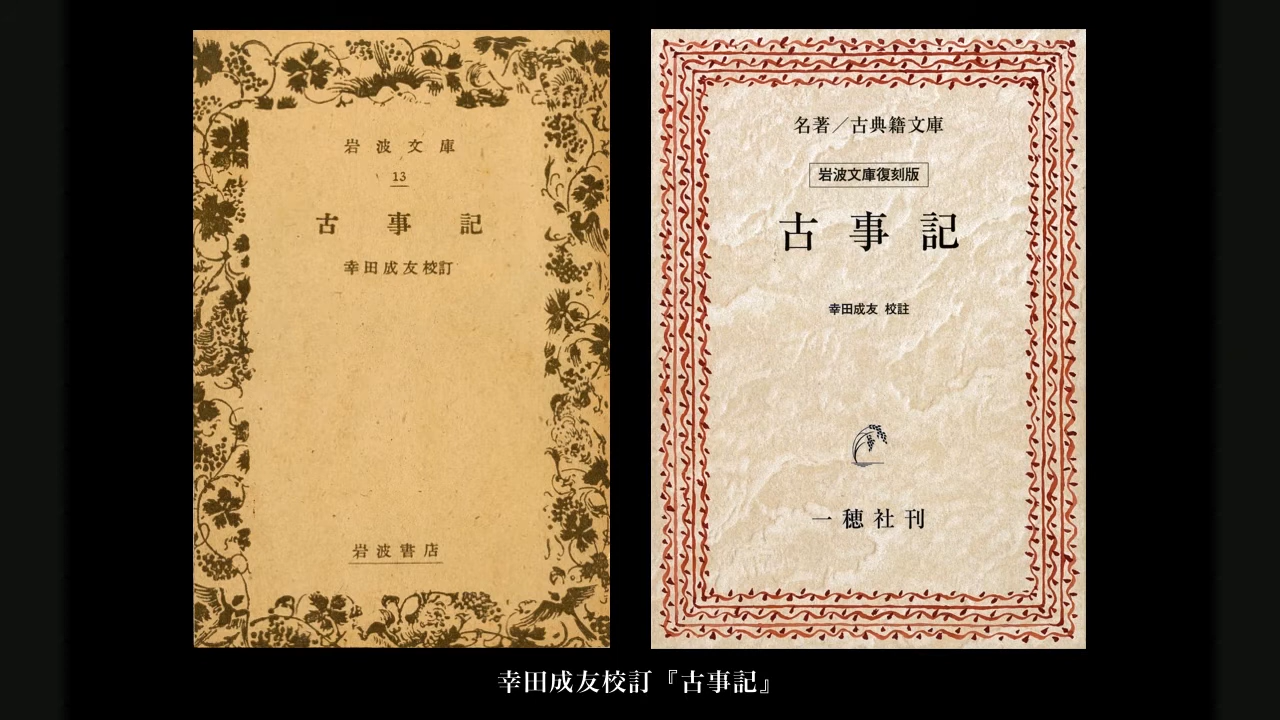 岩波文庫
13
古事記
幸田成友校訂
岩波書店
名著／古典籍文庫
岩波文庫復刻版
古事記
幸田成友 校註
一穂社刊
幸田成友校訂『古事記』